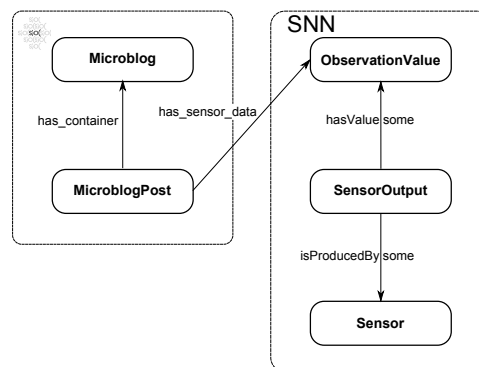 SNN
Microblog
ObservationValue
has_container
has_sensor_data
hasValue some
MicroblogPost
SensorOutput
isProducedBy some
Sensor